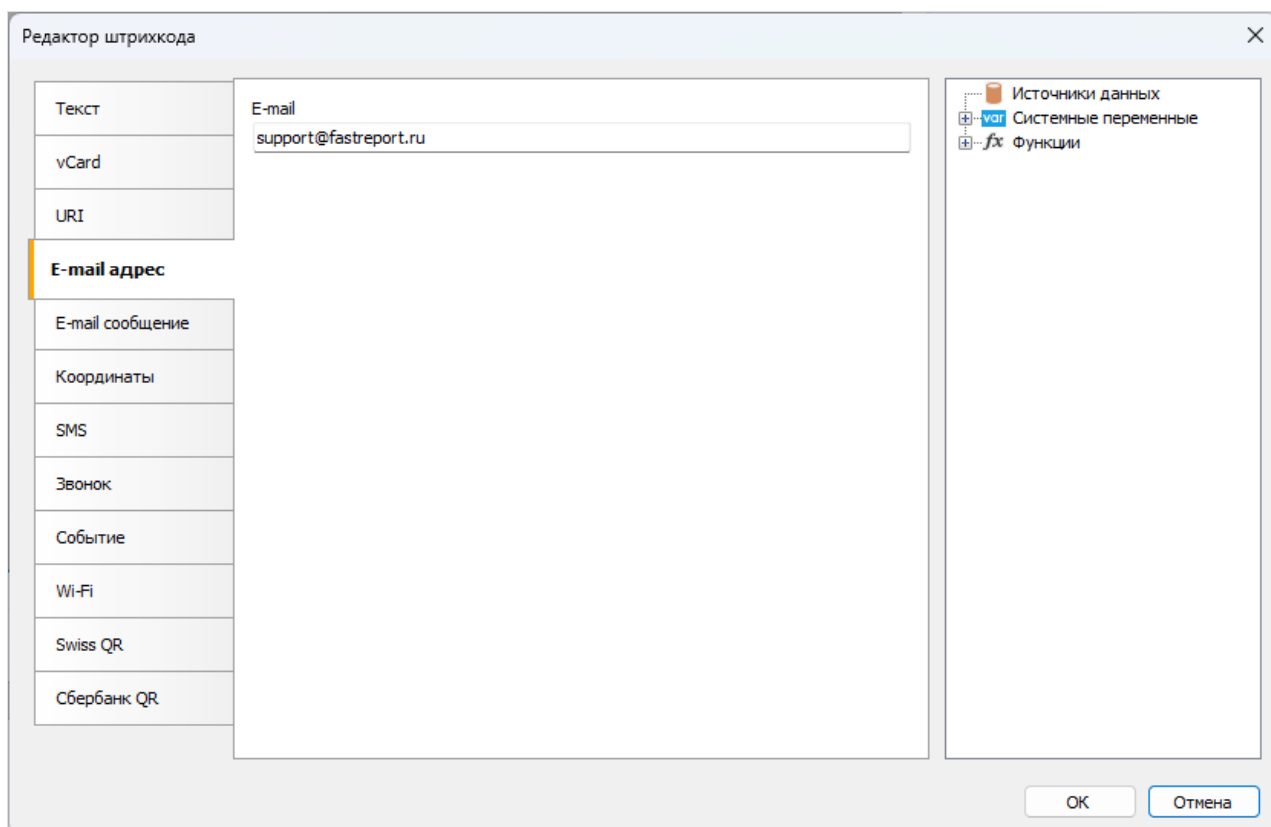 Редактор штрихкода
Текст
vCard
URI
E-mail адрес
E-mail сообщение
Координаты
SMS
Звонок
Событие
Wi-Fi
Swiss QR
Сбербанк QR
E-mail
support@fastreport.ru
Источники данных
var Системные переменные
fx Функции
OK
Отмена